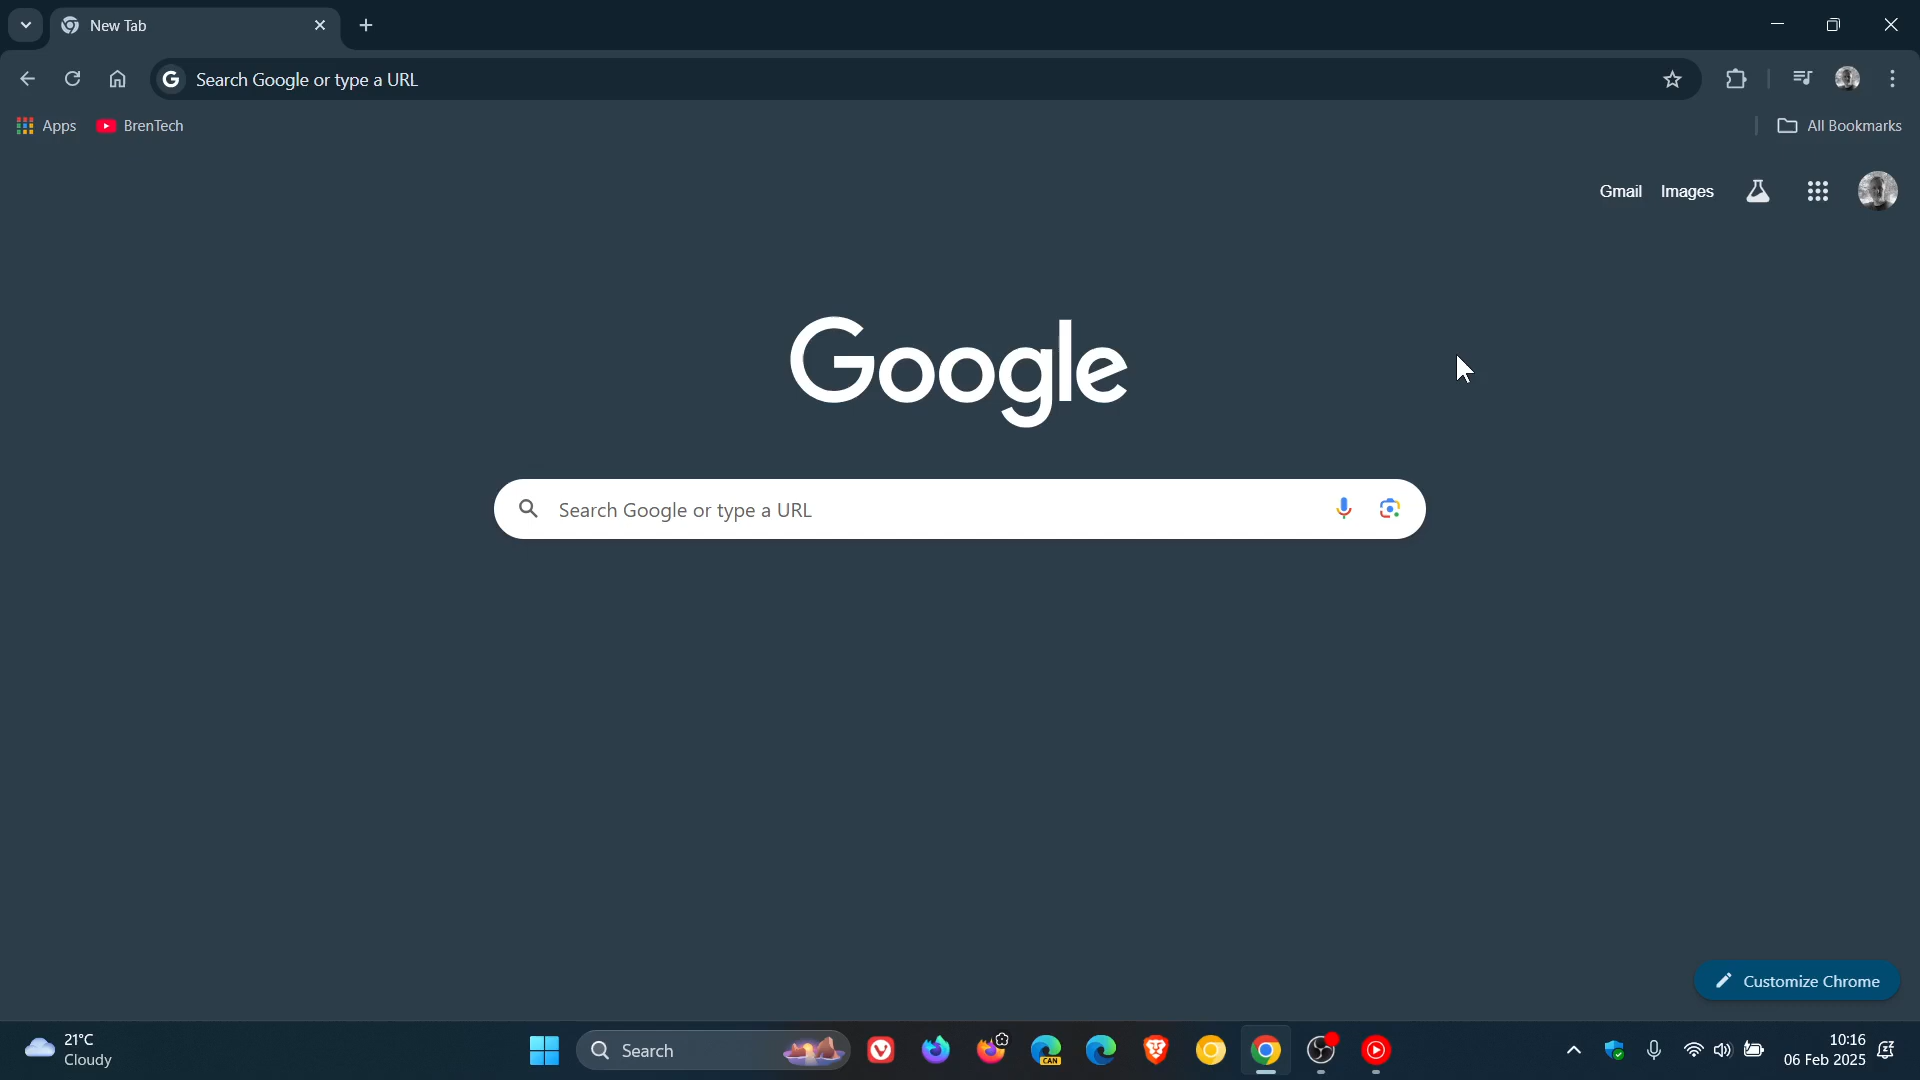 New Tab
Search Google or type a URL
Apps
BrenTech
All Bookmarks
Gmail
Images
Google
Search Google or type a URL
Customize Chrome
21°C
Cloudy
Search
CAN
10:16
06 Feb 2025